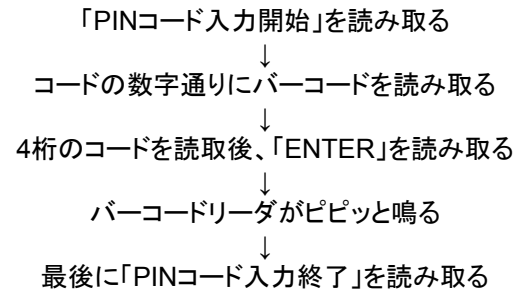 「PINコード入力開始」を読み取る
↓
コードの数字通りにバーコードを読み取る
↓
4桁のコードを読取後、「ENTER」を読み取る
↓
バーコードリーダがピピッと鳴る
↓
最後に「PINコード入力終了」を読み取る